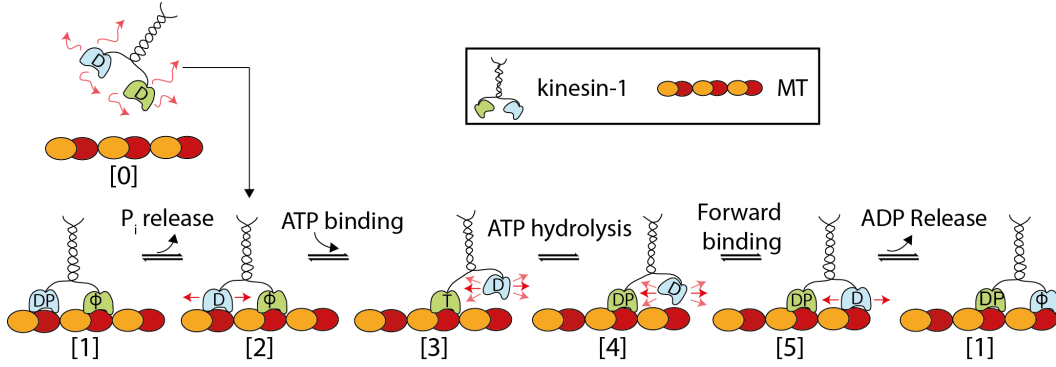 D
D
kinesin-1
MT
[0]
Pi release
ATP binding
ATP hydrolysis
Forward
binding
ADP Release
DP Φ
D Φ
T D
DP D
DP D
DP Φ
[1]
[2]
[3]
[4]
[5]
[1]